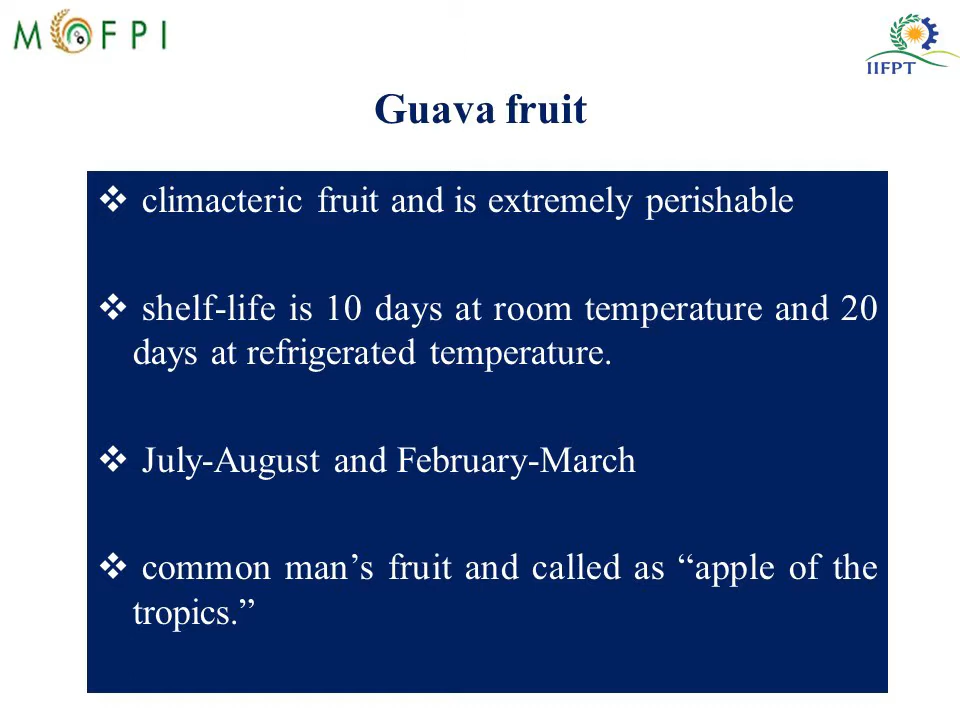 MOFPI
IIFPT
Guava fruit
❖ climacteric fruit and is extremely perishable
❖ shelf-life is 10 days at room temperature and 20
days at refrigerated temperature.
❖ July-August and February-March
❖ common man’s fruit and called as “apple of the
tropics.”